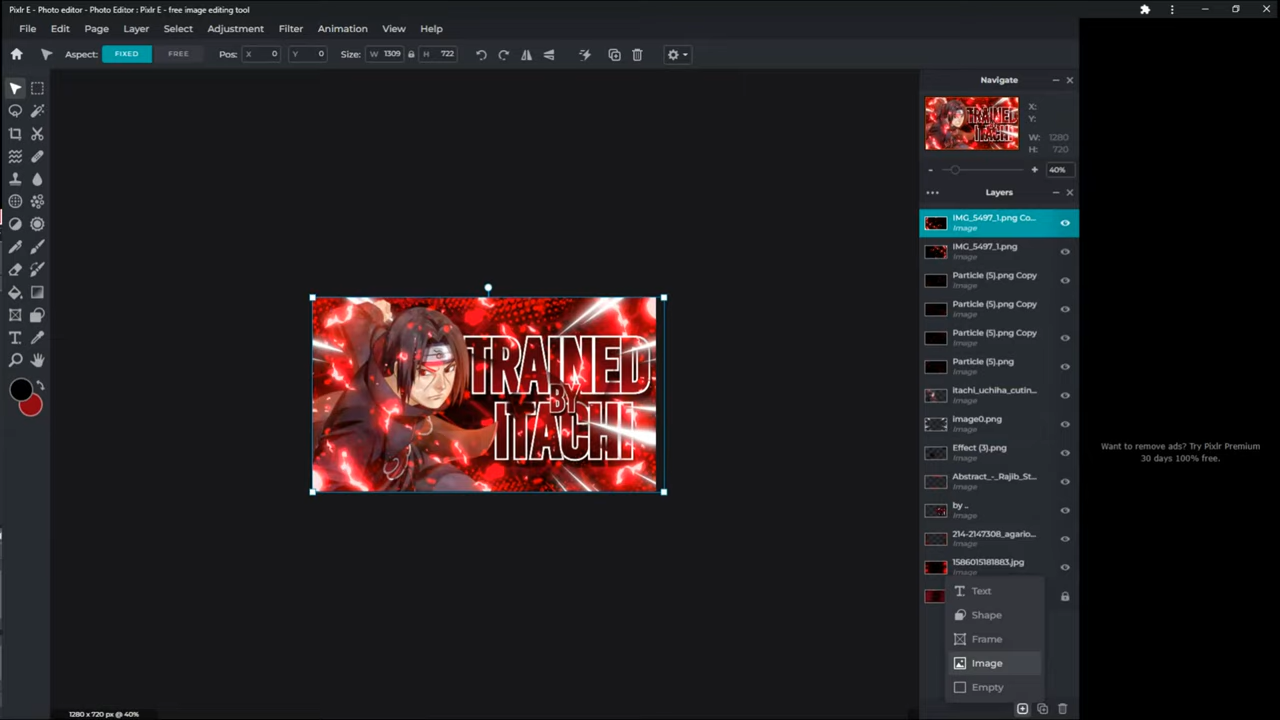 Pixlr E - Photo editor - Photo Editor : Pixlr E - free image editing tool
File Edit Page Layer Select Adjustment Filter Animation View Help
Aspect: FIXED FREE Pos: X 0 Y 0 Size: W 1309 H 722
Navigate
X:
Y:
W: 1280
H: 720
40%
Layers
IMG_5497_1.png Co...
Image
IMG_5497_1.png
Image
Particle (5).png Copy
Image
Particle (5).png Copy
Image
Particle (5).png Copy
Image
Particle (5).png
Image
itachi_uchiha_cutin...
Image
image0.png
Image
Effect (3).png
Image
Abstract_-_Rajib_St...
Image
by ..
Image
214-2147308_agario...
Image
1586015181883.jpg
Image
Text
Shape
Frame
Image
Empty
TRAINED
BY
ITACHI
Want to remove ads? Try Pixlr Premium
30 days 100% free.
1280 x 720 px @ 40%